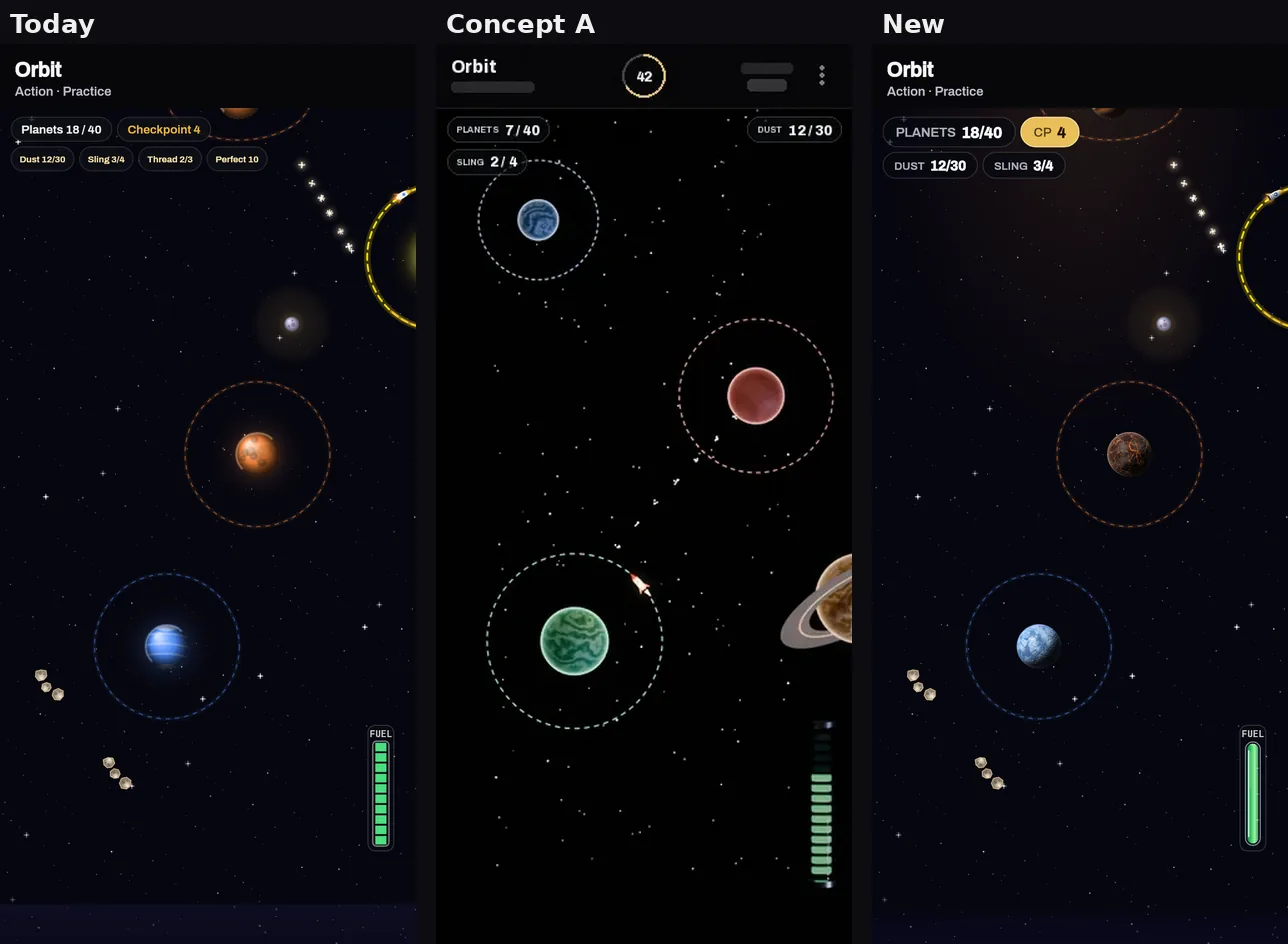 Today
Orbit
Action · Practice
Planets 18 / 40
Checkpoint 4
Dust 12/30
Sling 3/4
Thread 2/3
Perfect 10
FUEL
Concept A
Orbit
42
PLANETS 7/40
DUST 12/30
SLING 2/4
New
Orbit
Action · Practice
PLANETS 18/40
CP 4
DUST 12/30
SLING 3/4
FUEL